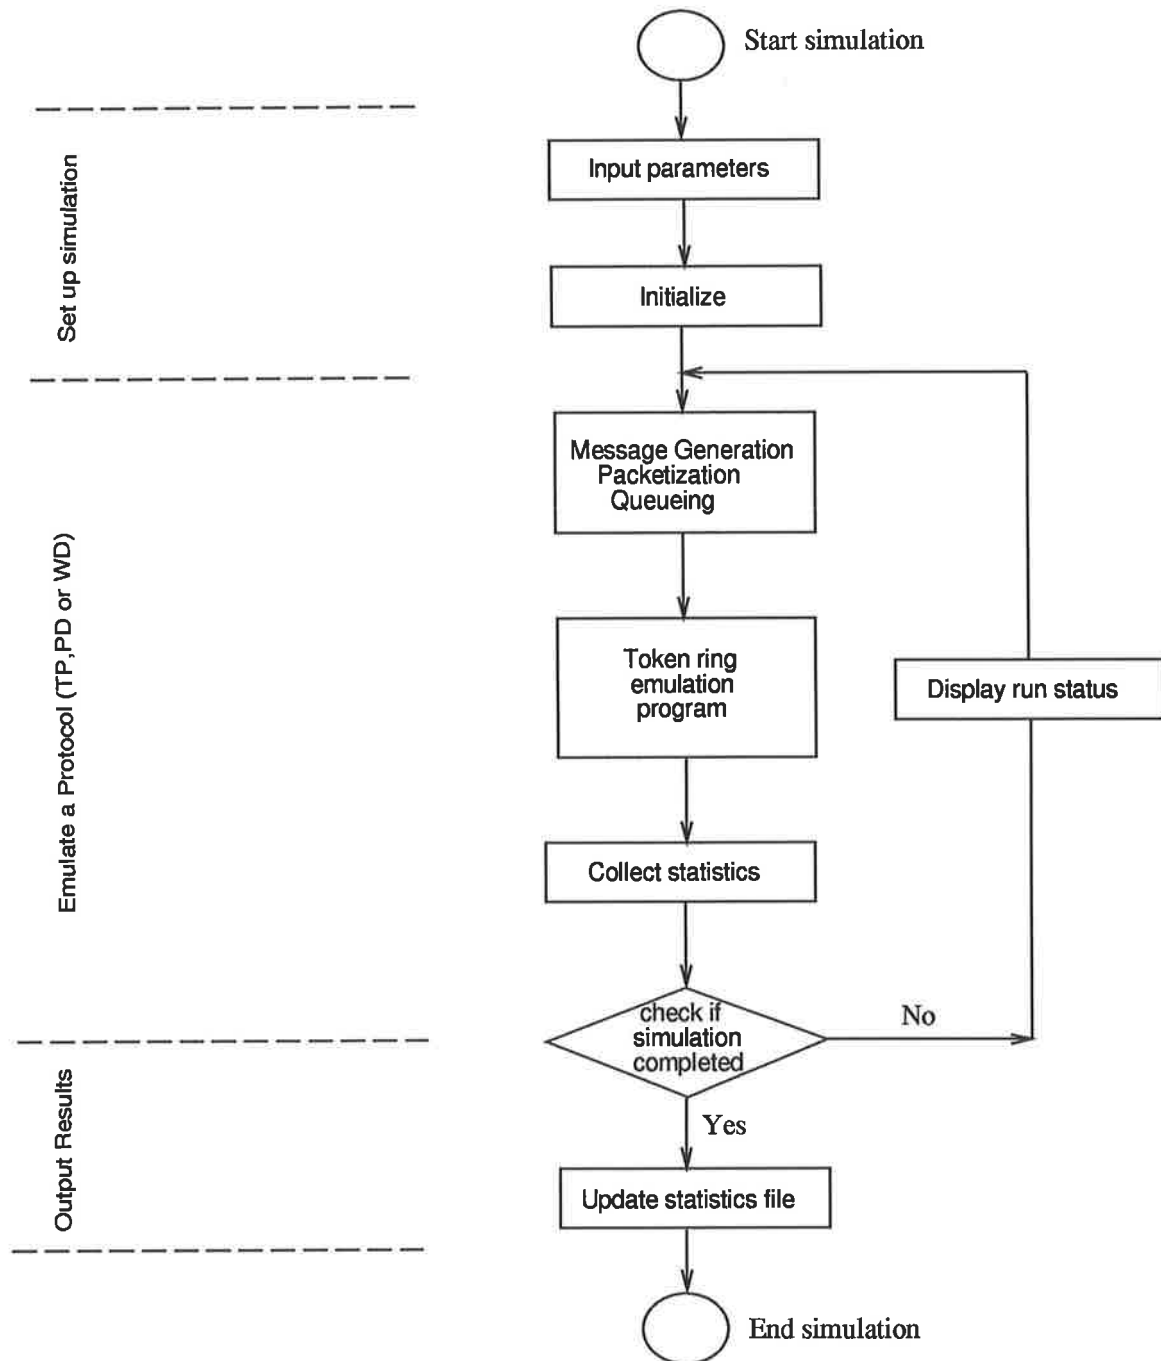 Start simulation
Set up simulation
Input parameters
Initialize
Emulate a Protocol (TP,PD or WD)
Message Generation
Packetization
Queueing
Token ring
emulation
program
Display run status
Collect statistics
check if
simulation
completed
No
Yes
Output Results
Update statistics file
End simulation